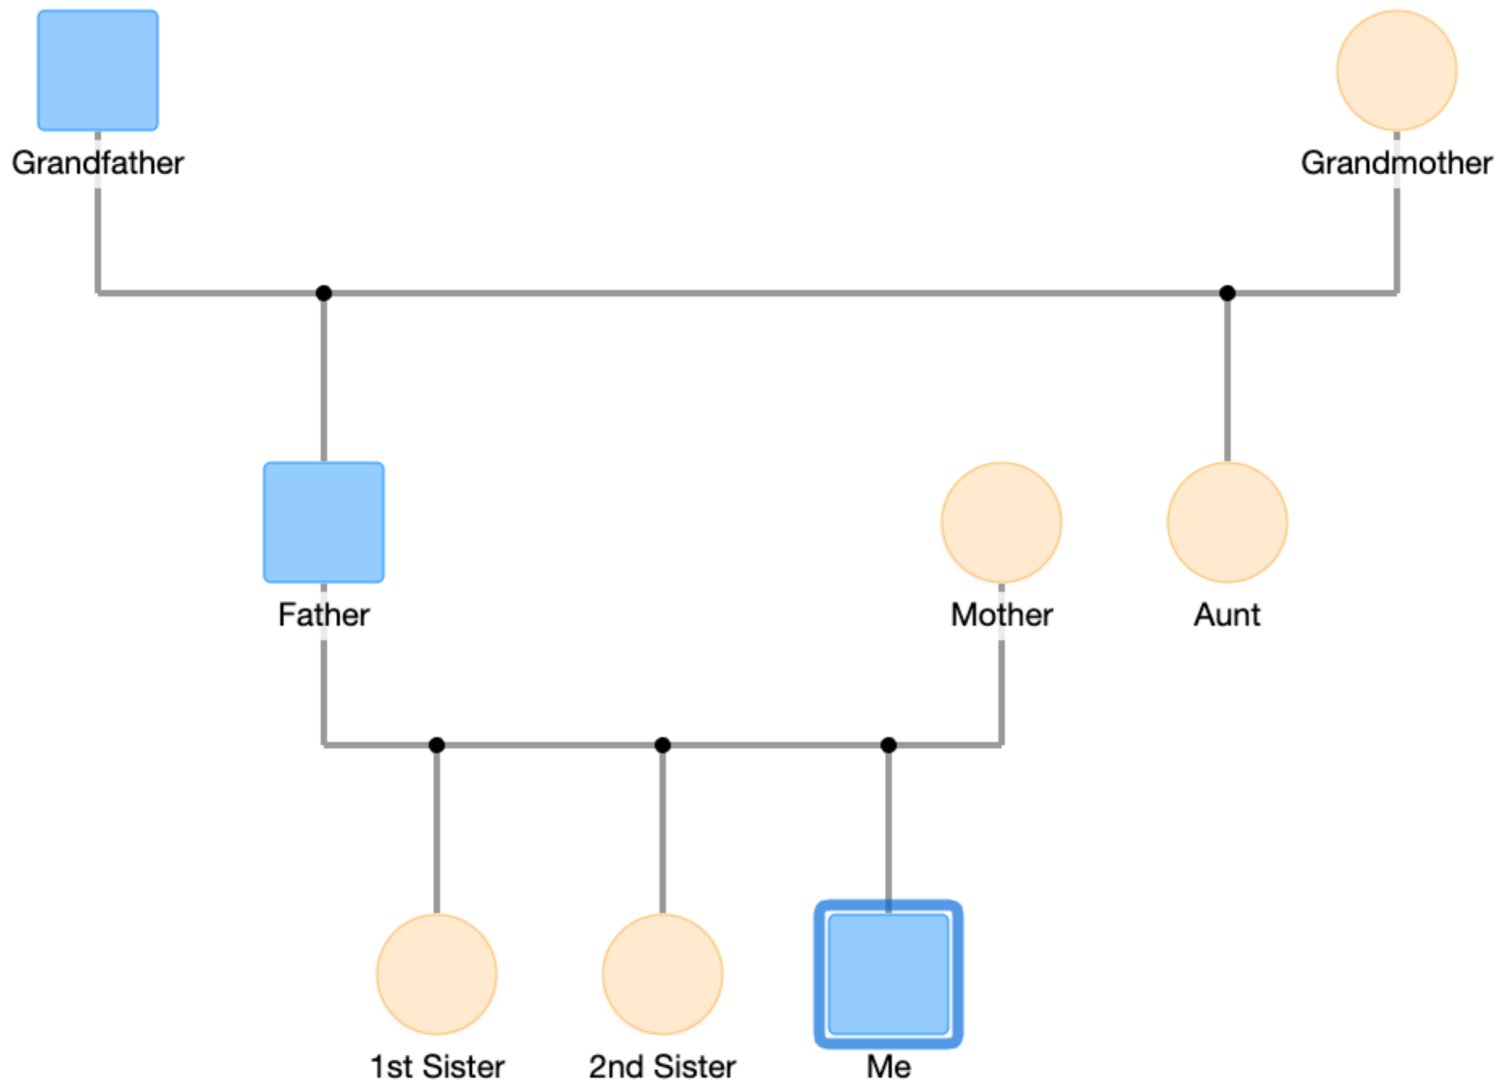 Grandfather
Grandmother
Father
Mother
Aunt
1st Sister
2nd Sister
Me